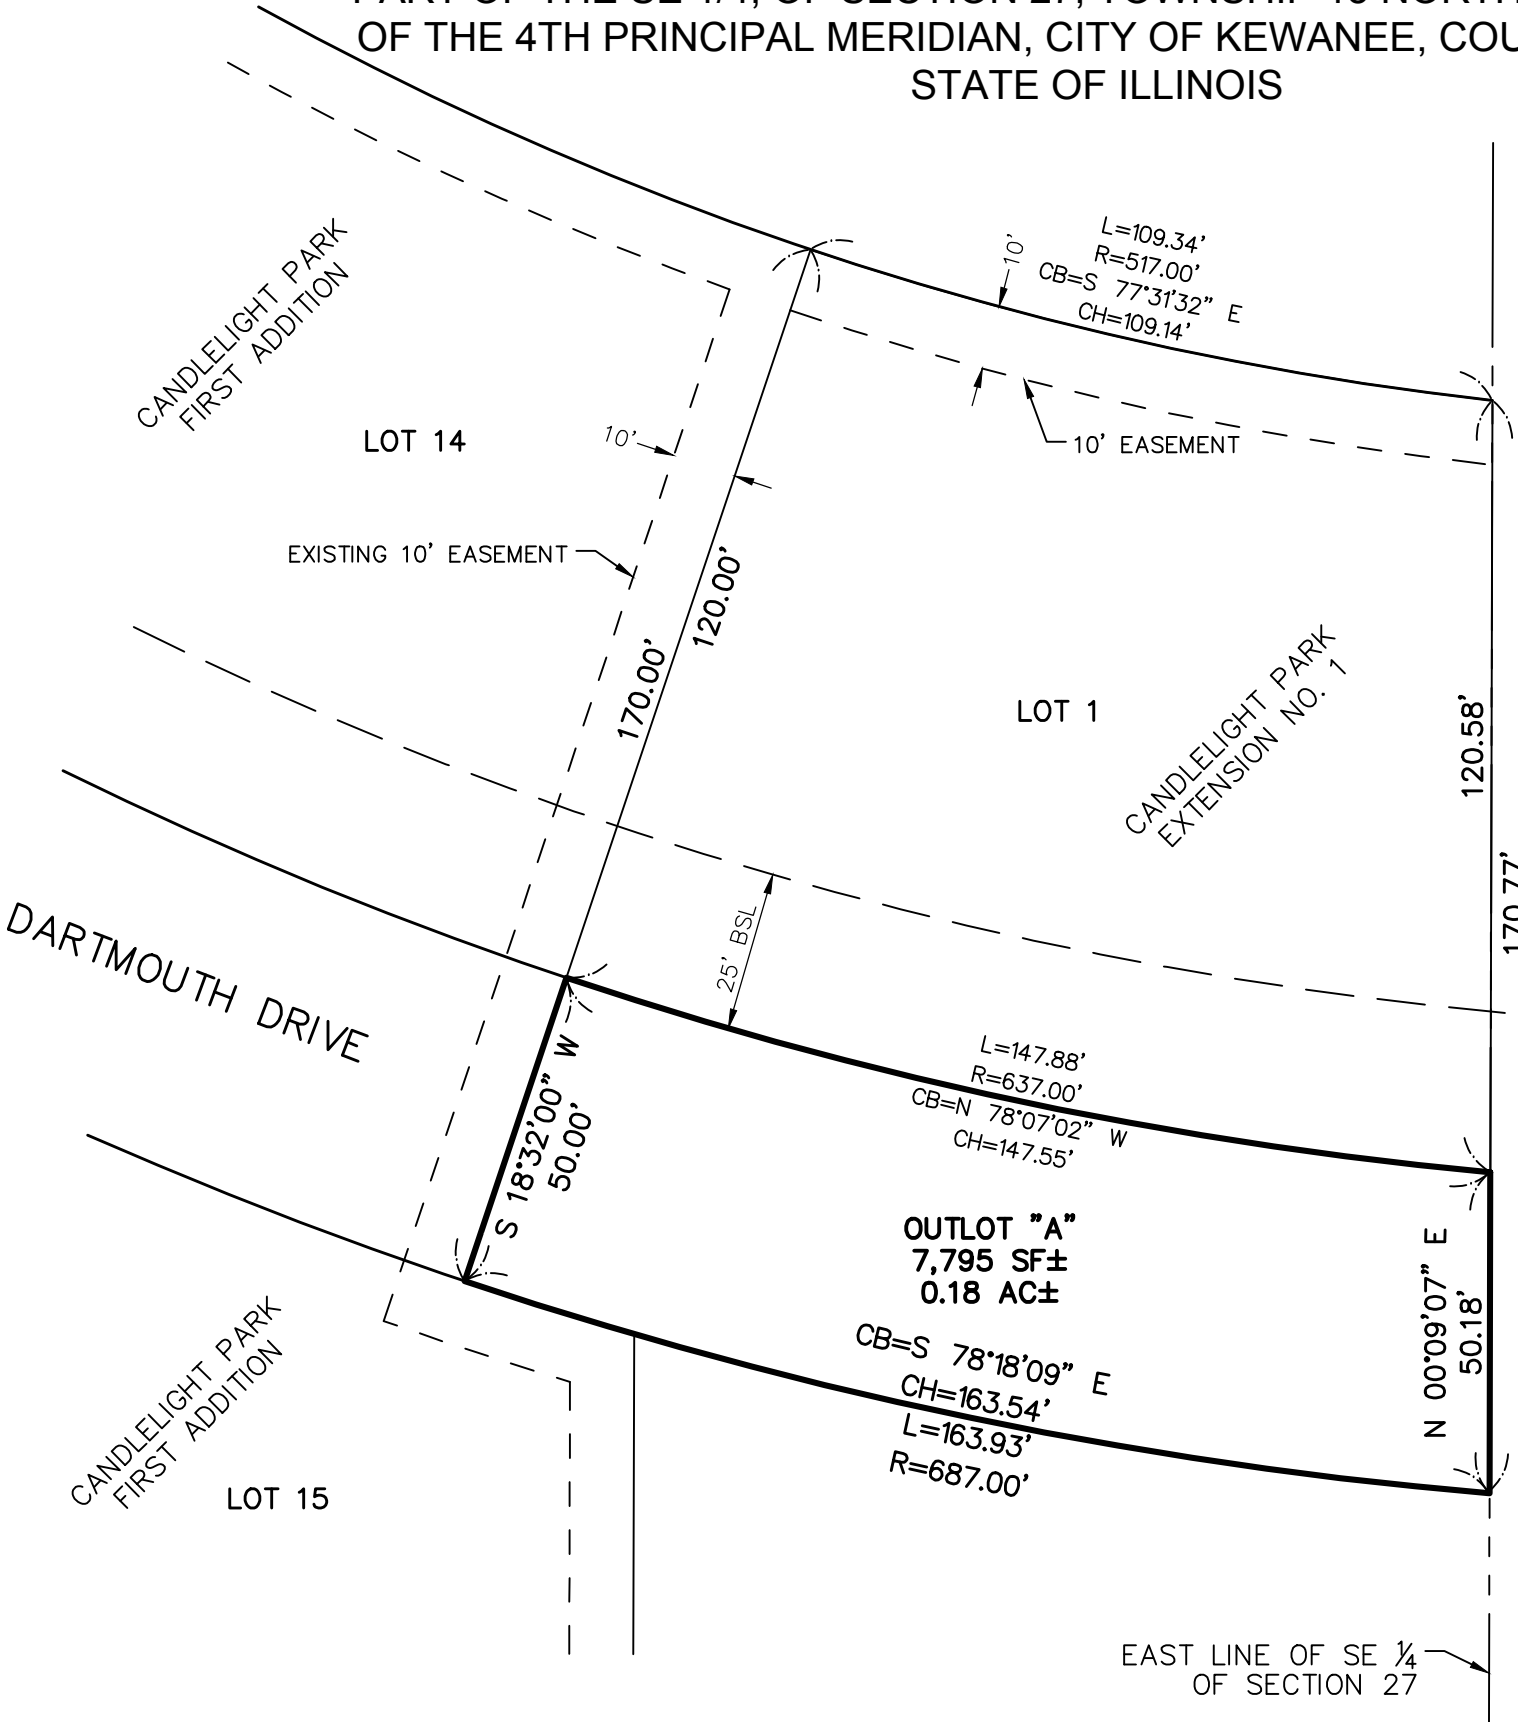 OF THE 4TH PRINCIPAL MERIDIAN, CITY OF KEWANEE,
STATE OF ILLINOIS
L=109.34'
R=517.00'
CB=S 77°31'32" E
CH=109.14'
10'
CANDLELIGHT PARK
FIRST ADDITION
LOT 14
10'
10' EASEMENT
EXISTING 10' EASEMENT
120.00'
170.00'
LOT 1
CANDLELIGHT PARK
EXTENSION NO. 1
120.58'
170.77'
25' BSL
DARTMOUTH DRIVE
L=147.88'
R=637.00'
CB=N 78°07'02" W
CH=147.55'
S 18°32'00" W
50.00'
OUTLOT "A"
7,795 SF±
0.18 AC±
N 00°09'07" E
50.18'
CB=S 78°18'09" E
CH=163.54'
L=163.93'
R=687.00'
CANDLELIGHT PARK
FIRST ADDITION
LOT 15
EAST LINE OF SE ¼
OF SECTION 27